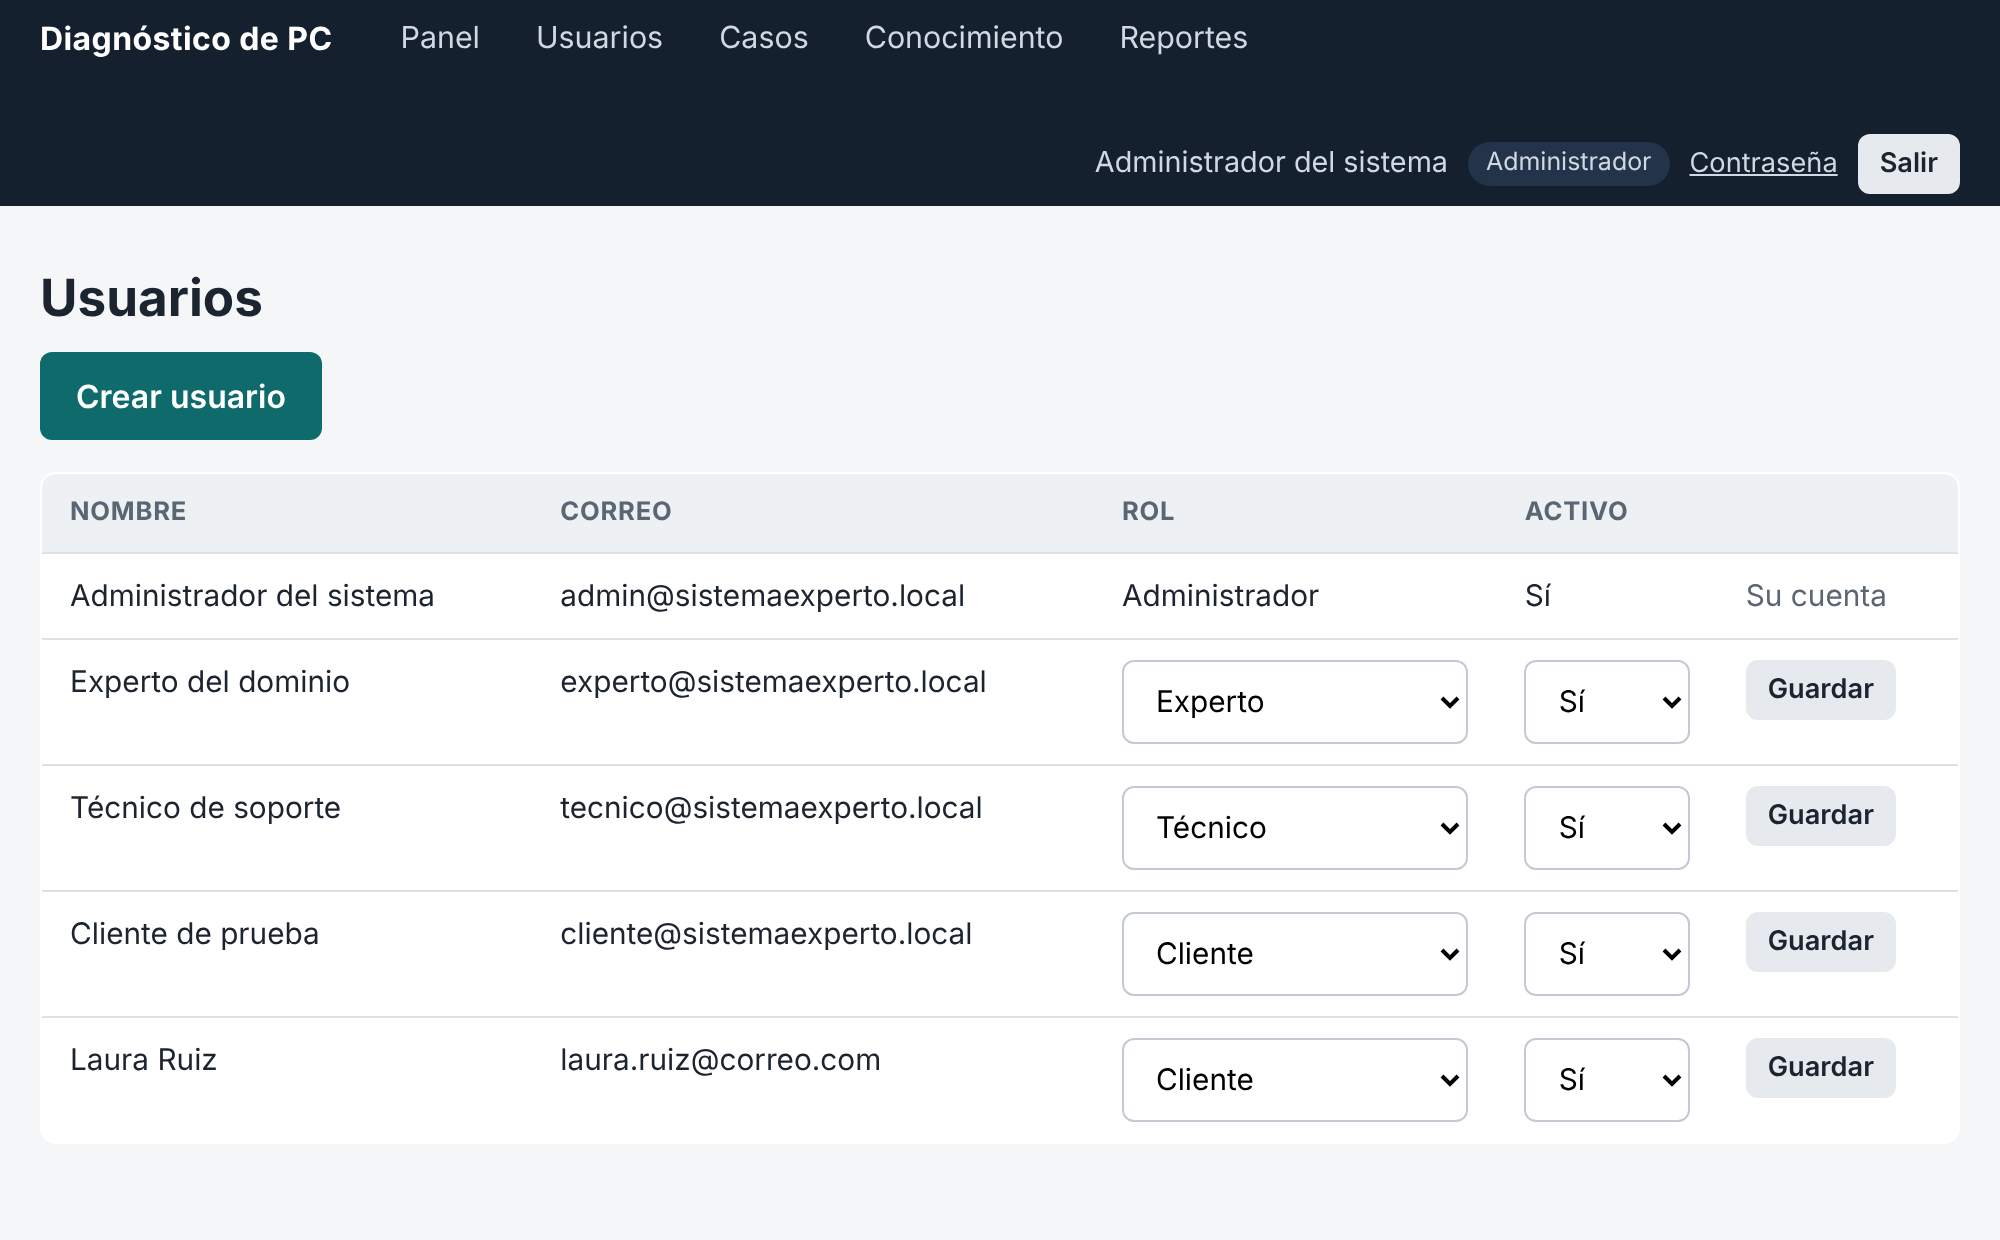 Diagnóstico de PC Panel Usuarios Casos Conocimiento Reportes
Administrador del sistema Administrador Contraseña Salir
Usuarios
Crear usuario
NOMBRE CORREO ROL ACTIVO
Administrador del sistema admin@sistemaexperto.local Administrador Sí Su cuenta
Experto del dominio experto@sistemaexperto.local Experto Sí Guardar
Técnico de soporte tecnico@sistemaexperto.local Técnico Sí Guardar
Cliente de prueba cliente@sistemaexperto.local Cliente Sí Guardar
Laura Ruiz laura.ruiz@correo.com Cliente Sí Guardar